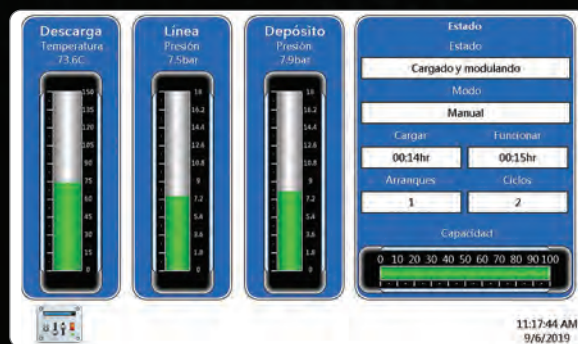 Descarga
Temperatura
73.6C
150
135
120
105
90
75
60
45
30
15
0
Línea
Presión
7.5bar
18
16.2
14.4
12.6
10.8
9
7.2
5.4
3.6
1.8
0
Depósito
Presión
7.9bar
18
16.2
14.4
12.6
10.8
9
7.2
5.4
3.6
1.8
0
Estado
Estado
Cargado y modulando
Modo
Manual
Cargar Funcionar
00:14hr 00:15hr
Arranques Ciclos
1 2
Capacidad
0 10 20 30 40 50 60 70 80 90 100
11:17:44 AM
9/6/2019